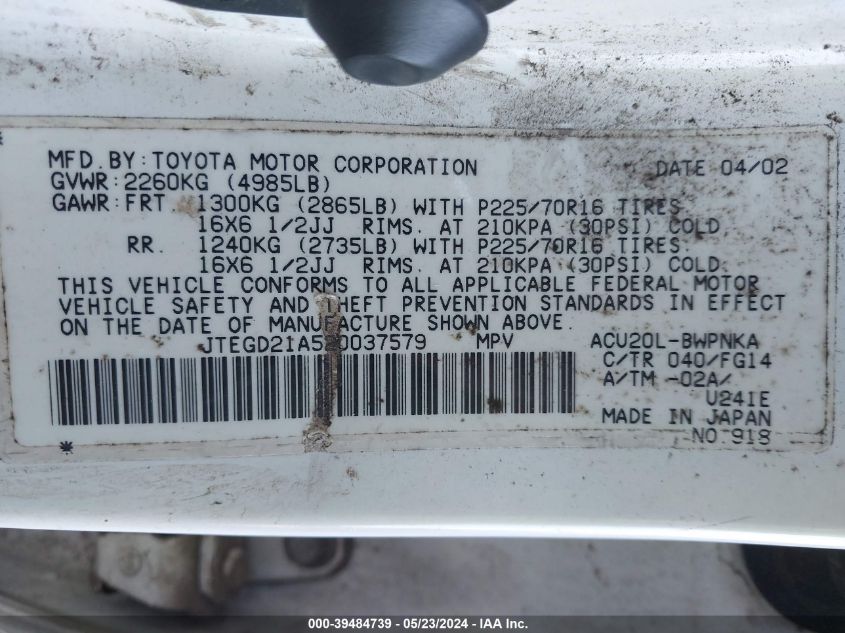 MFD. BY: TOYOTA MOTOR CORPORATION DATE 04/02
GVWR: 2260KG (4985LB)
GAWR: FRT. 1300KG (2865LB) WITH P225/70R16 TIRES
16X6 1/2JJ RIMS. AT 210KPA (30PSI) COLD
RR. 1240KG (2735LB) WITH P225/70R16 TIRES
16X6 1/2JJ RIMS. AT 210KPA (30PSI) COLD.
THIS VEHICLE CONFORMS TO ALL APPLICABLE FEDERAL MOTOR
VEHICLE SAFETY AND THEFT PREVENTION STANDARDS IN EFFECT
ON THE DATE OF MANUFACTURE SHOWN ABOVE.
MPV ACU20L-BWPNKA
C/TR 040/FG14
A/TM -02A/
U241E
MADE IN JAPAN
NO.918
000-39484739 - 05/23/2024 - IAA Inc.